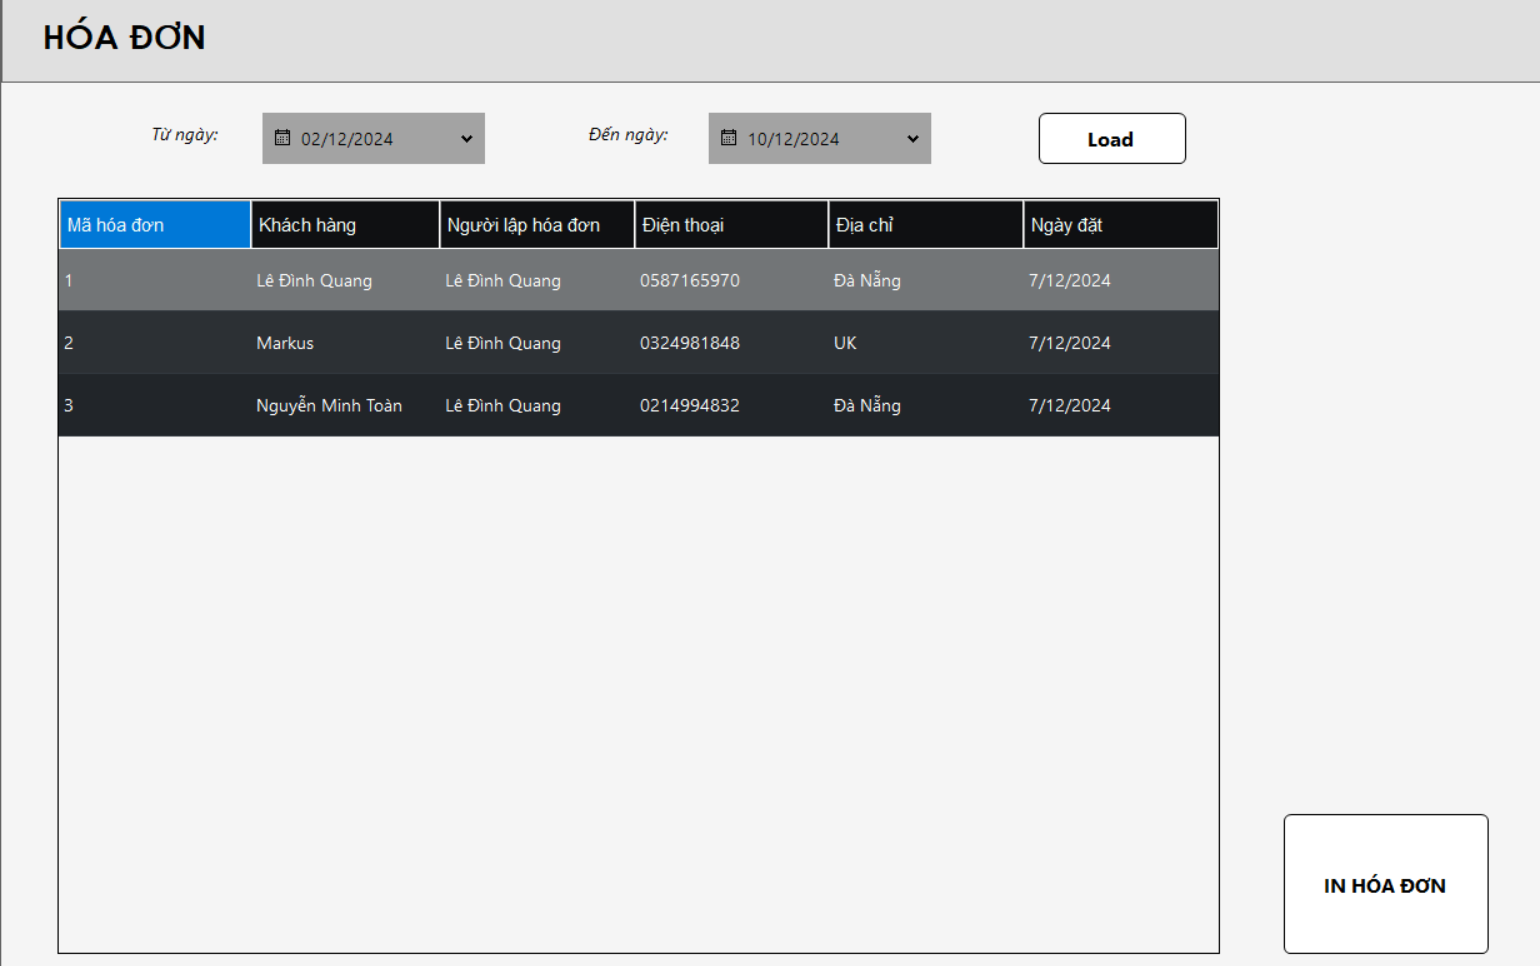 HÓA ĐƠN
Từ ngày: 02/12/2024 Đến ngày: 10/12/2024 Load
Mã hóa đơn Khách hàng Người lập hóa đơn Điện thoại Địa chỉ Ngày đặt
1 Lê Đình Quang Lê Đình Quang 0587165970 Đà Nẵng 7/12/2024
2 Markus Lê Đình Quang 0324981848 UK 7/12/2024
3 Nguyễn Minh Toàn Lê Đình Quang 0214994832 Đà Nẵng 7/12/2024
IN HÓA ĐƠN